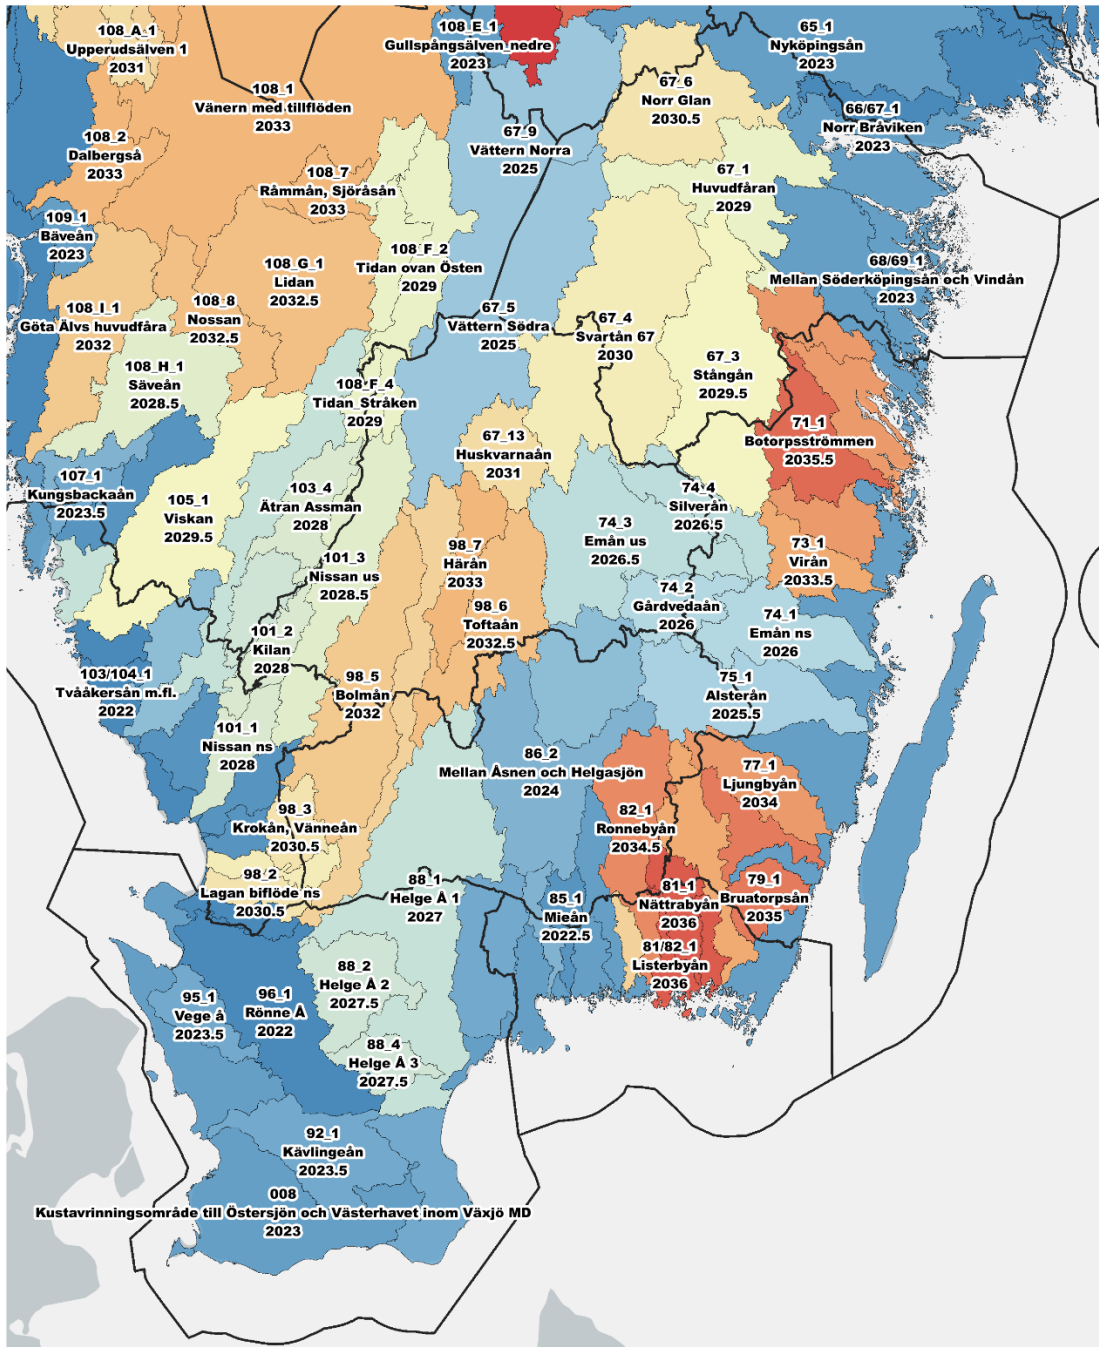 108_A_1
Upperudsälven 1
2031
108_E_1
Gullspångsälven_nedre
2023
65_1
Nyköpingsån
2023
108_1
Vänern med tillflöden
2033
67_6
Norr Glan
2030.5
66/67_1
Norr Bråviken
2023
108_2
Dalbergså
2033
67_9
Vättern Norra
2025
108_7
Råmmån, Sjöråsån
2033
67_1
Huvudfåran
2029
109_1
Bäveån
2023
108_F_2
Tidan ovan Östen
2029
108_G_1
Lidan
2032.5
68/69_1
Mellan Söderköpingsån och Vindån
2023
108_I_1
Göta Älvs huvudfåra
2032
108_8
Nossan
2032.5
67_5
Vättern Södra
2025
67_4
Svartån 67
2030
67_3
Stångån
2029.5
108_H_1
Säveån
2028.5
108_F_4
Tidan_Stråken
2029
71_1
Botorpsströmmen
2035.5
67_13
Huskvarnaån
2031
107_1
Kungsbackaån
2023.5
105_1
Viskan
2029.5
103_4
Ätran Assman
2028
74_4
Silverån
2026.5
74_3
Emån us
2026.5
98_7
Härån
2033
73_1
Virån
2033.5
101_3
Nissan us
2028.5
74_2
Gårdvedaån
2026
98_6
Toftaån
2032.5
74_1
Emån ns
2026
101_2
Kilan
2028
103/104_1
Tvååkersån m.fl.
2022
98_5
Bolmån
2032
75_1
Alsterån
2025.5
101_1
Nissan ns
2028
86_2
Mellan Åsnen och Helgasjön
2024
77_1
Ljungbyån
2034
98_3
Krokån, Vänneån
2030.5
82_1
Ronnebyån
2034.5
98_2
Lagan biflöde ns
2030.5
88_1
Helge Å 1
2027
85_1
Mieån
2022.5
81_1
Nättrabyån
2036
79_1
Bruatorpsån
2035
81/82_1
Listerbyån
2036
88_2
Helge Å 2
2027.5
95_1
Vege å
2023.5
96_1
Rönne Å
2022
88_4
Helge Å 3
2027.5
92_1
Kävlingeån
2023.5
008
Kustavrinningsområde till Östersjön och Västerhavet inom Växjö MD
2023